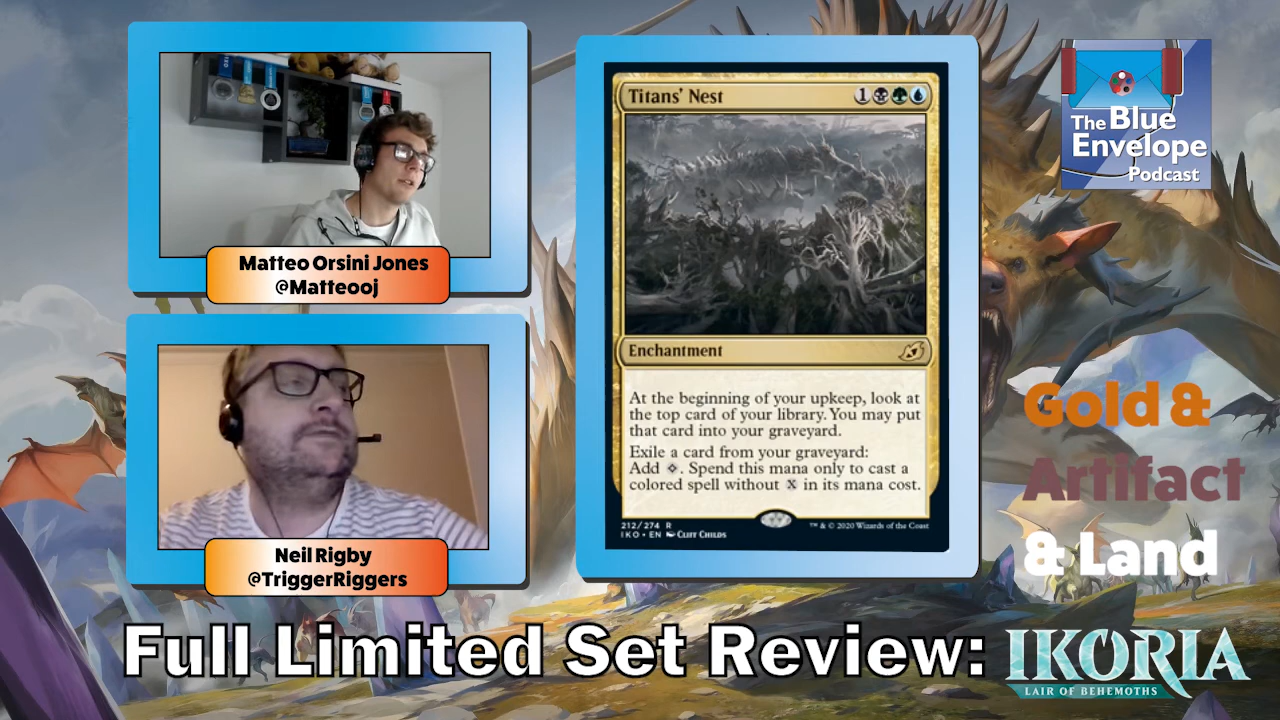 Matteo Orsini Jones
@Matteooj
Neil Rigby
@TriggerRiggers
Titans' Nest
1
Enchantment
At the beginning of your upkeep, look at
the top card of your library. You may put
that card into your graveyard.
Exile a card from your graveyard:
Add . Spend this mana only to cast a
colored spell without X in its mana cost.
212/274 R
IKO • EN CLIFF CHILDS
™ & © 2020 Wizards of the Coast
The Blue
Envelope
Podcast
Gold &
Artifact
& Land
Full Limited Set Review:
IKORIA
LAIR OF BEHEMOTHS